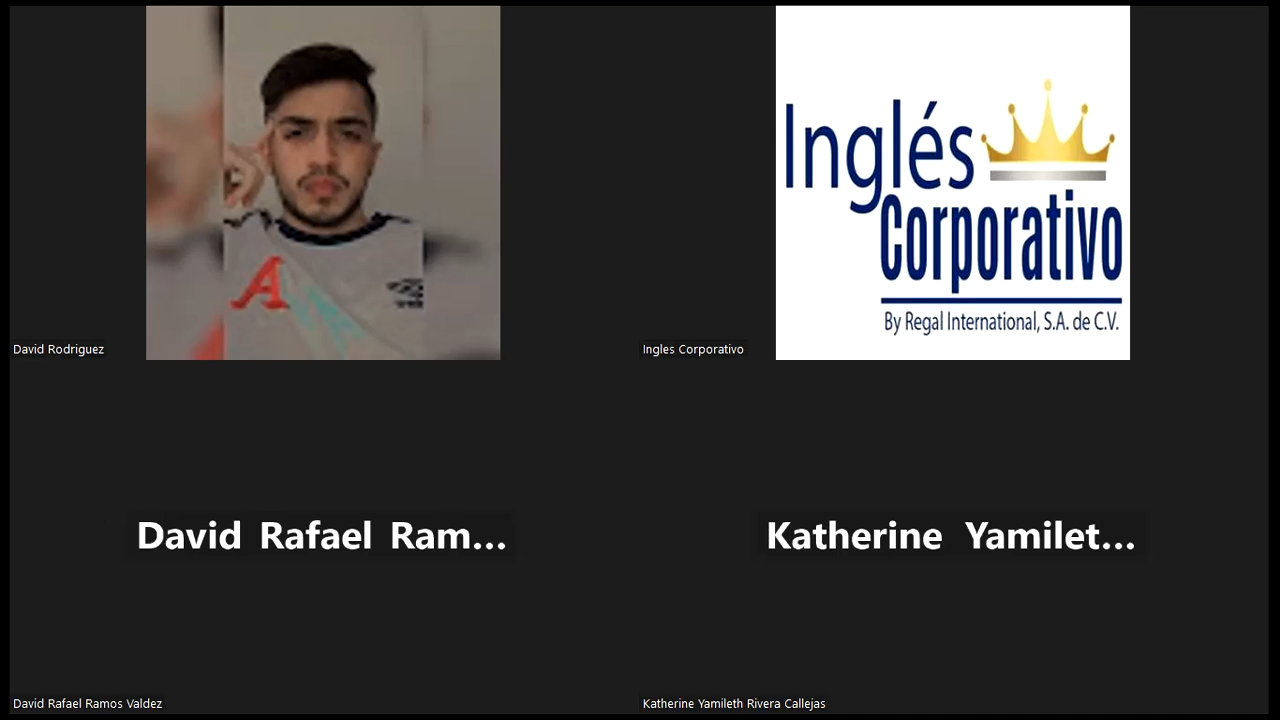 A
David Rodriguez
Inglés
Corporativo
By Regal International, S.A. de C.V.
Ingles Corporativo
David Rafael Ram...
Katherine Yamilet...
David Rafael Ramos Valdez
Katherine Yamileth Rivera Callejas